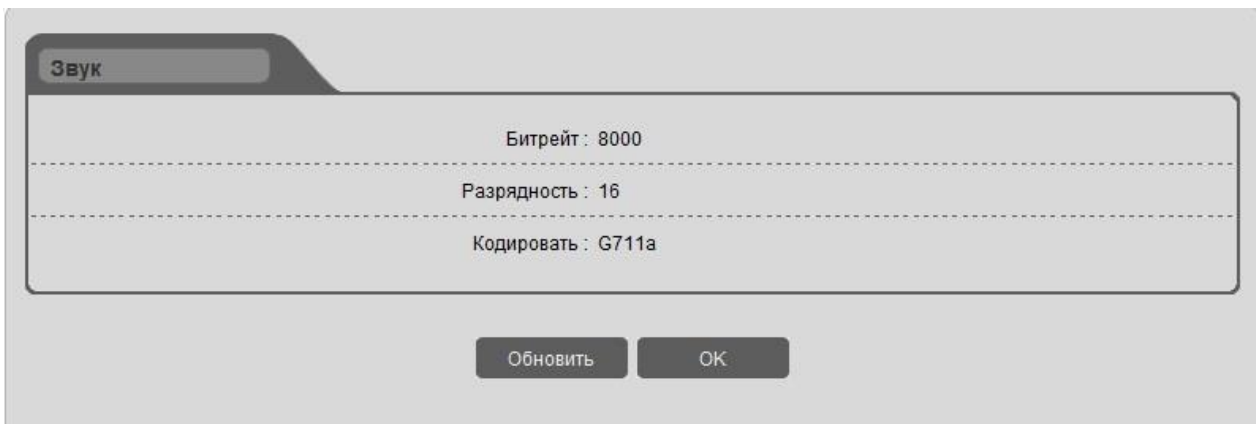 Звук
Битрейт : 8000
Разрядность : 16
Кодировать : G711a
Обновить OK